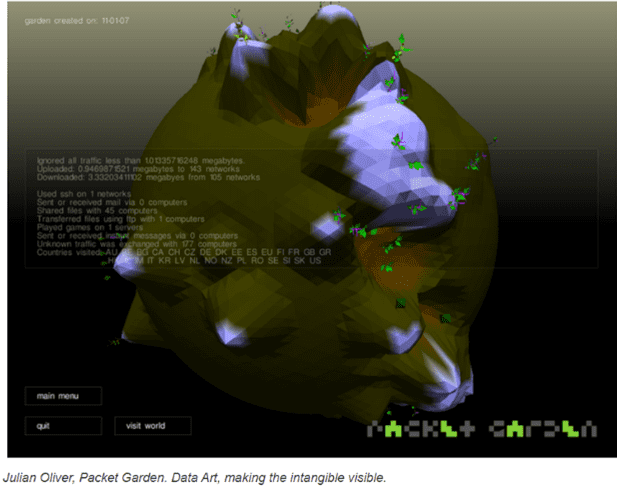 garden created on: 11-01-07
Ignored all traffic less than 1.01335716248 megabytes.
Uploaded: 0.9469871521 megabytes to 143 networks
Downloaded: 3.33203411102 megabyes from 105 networks
Used ssh on 1 networks
Sent or received mail via 0 computers
Shared files with 45 computers
Transferred files using ftp with 1 computers
Played games on 1 servers
Sent or received instant messages via 0 computers
Unknown traffic was exchanged with 177 computers
Countries visited: AU BE BG CA CH CZ DE DK EE ES EU FI FR GB GR
IT KR LV NL NO NZ PL RO SE SI SK US
main menu
quit
visit world
PACKET GARDEN
Julian Oliver, Packet Garden. Data Art, making the intangible visible.